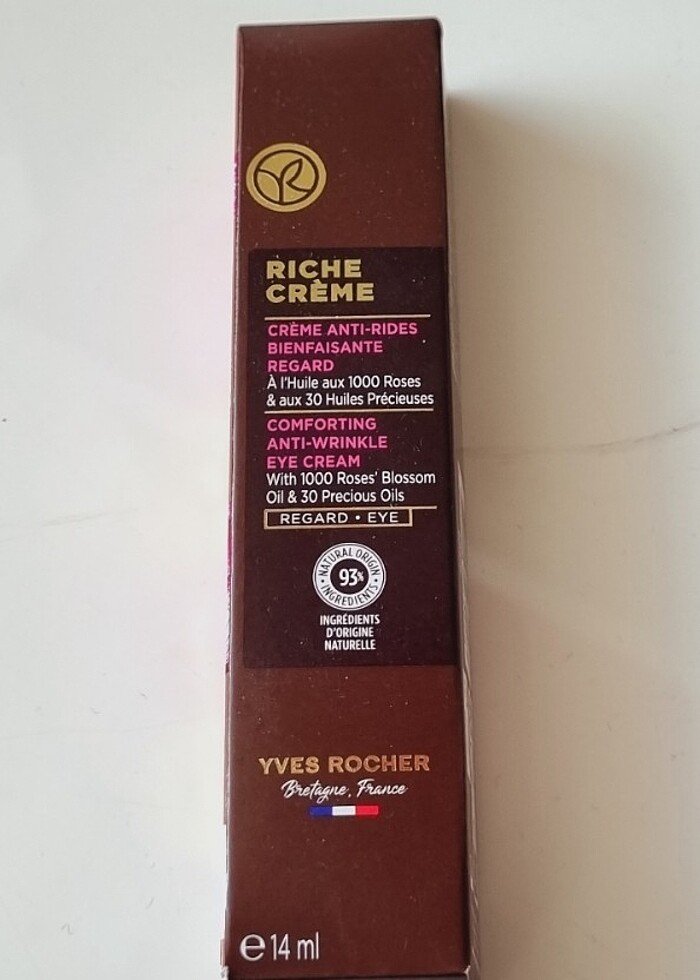 RICHE
CRÈME
CRÈME ANTI-RIDES
BIENFAISANTE
REGARD
À l'Huile aux 1000 Roses
& aux 30 Huiles Précieuses
COMFORTING
ANTI-WRINKLE
EYE CREAM
With 1000 Roses' Blossom
Oil & 30 Precious Oils
REGARD • EYE
NATURAL ORIGIN
93%
INGREDIENTS
INGRÉDIENTS
D'ORIGINE
NATURELLE
YVES ROCHER
Bretagne, France
℮ 14 ml